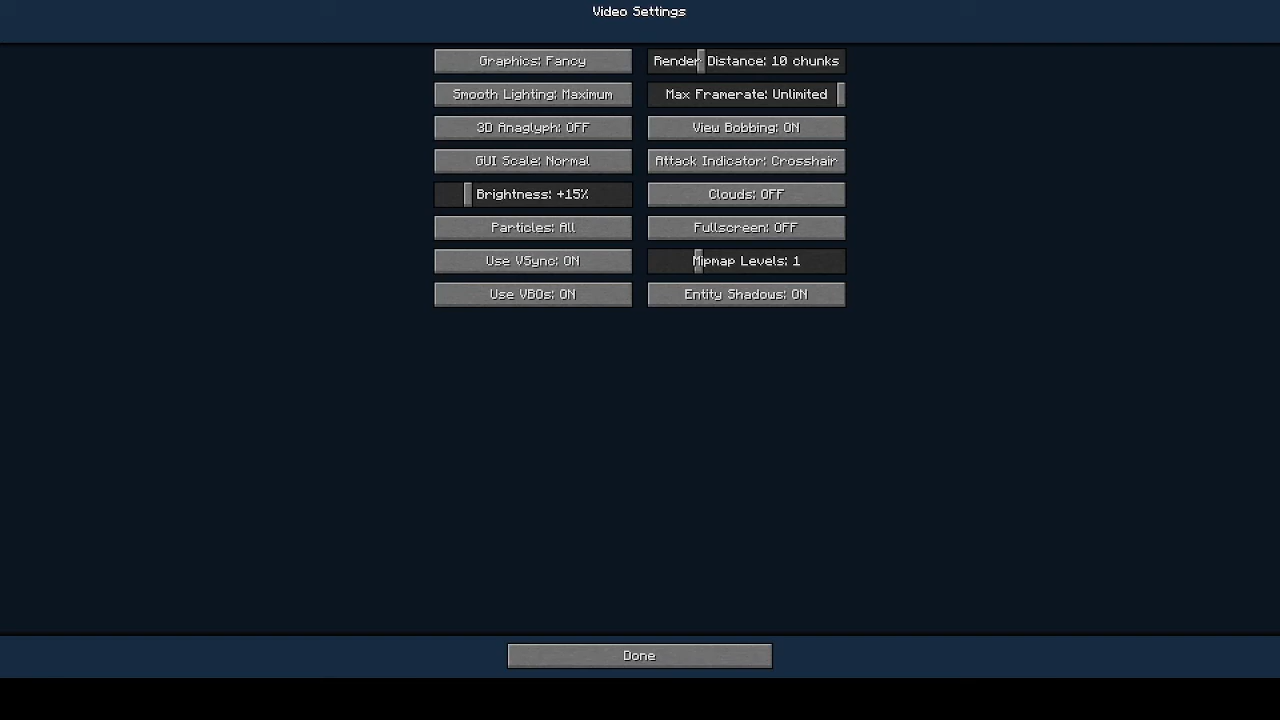 Video Settings
Graphics: Fancy
Render Distance: 10 chunks
Smooth Lighting: Maximum
Max Framerate: Unlimited
3D Anaglyph: OFF
View Bobbing: ON
GUI Scale: Normal
Attack Indicator: Crosshair
Brightness: +15%
Clouds: OFF
Particles: All
Fullscreen: OFF
Use VSync: ON
Mipmap Levels: 1
Use VBOs: ON
Entity Shadows: ON
Done